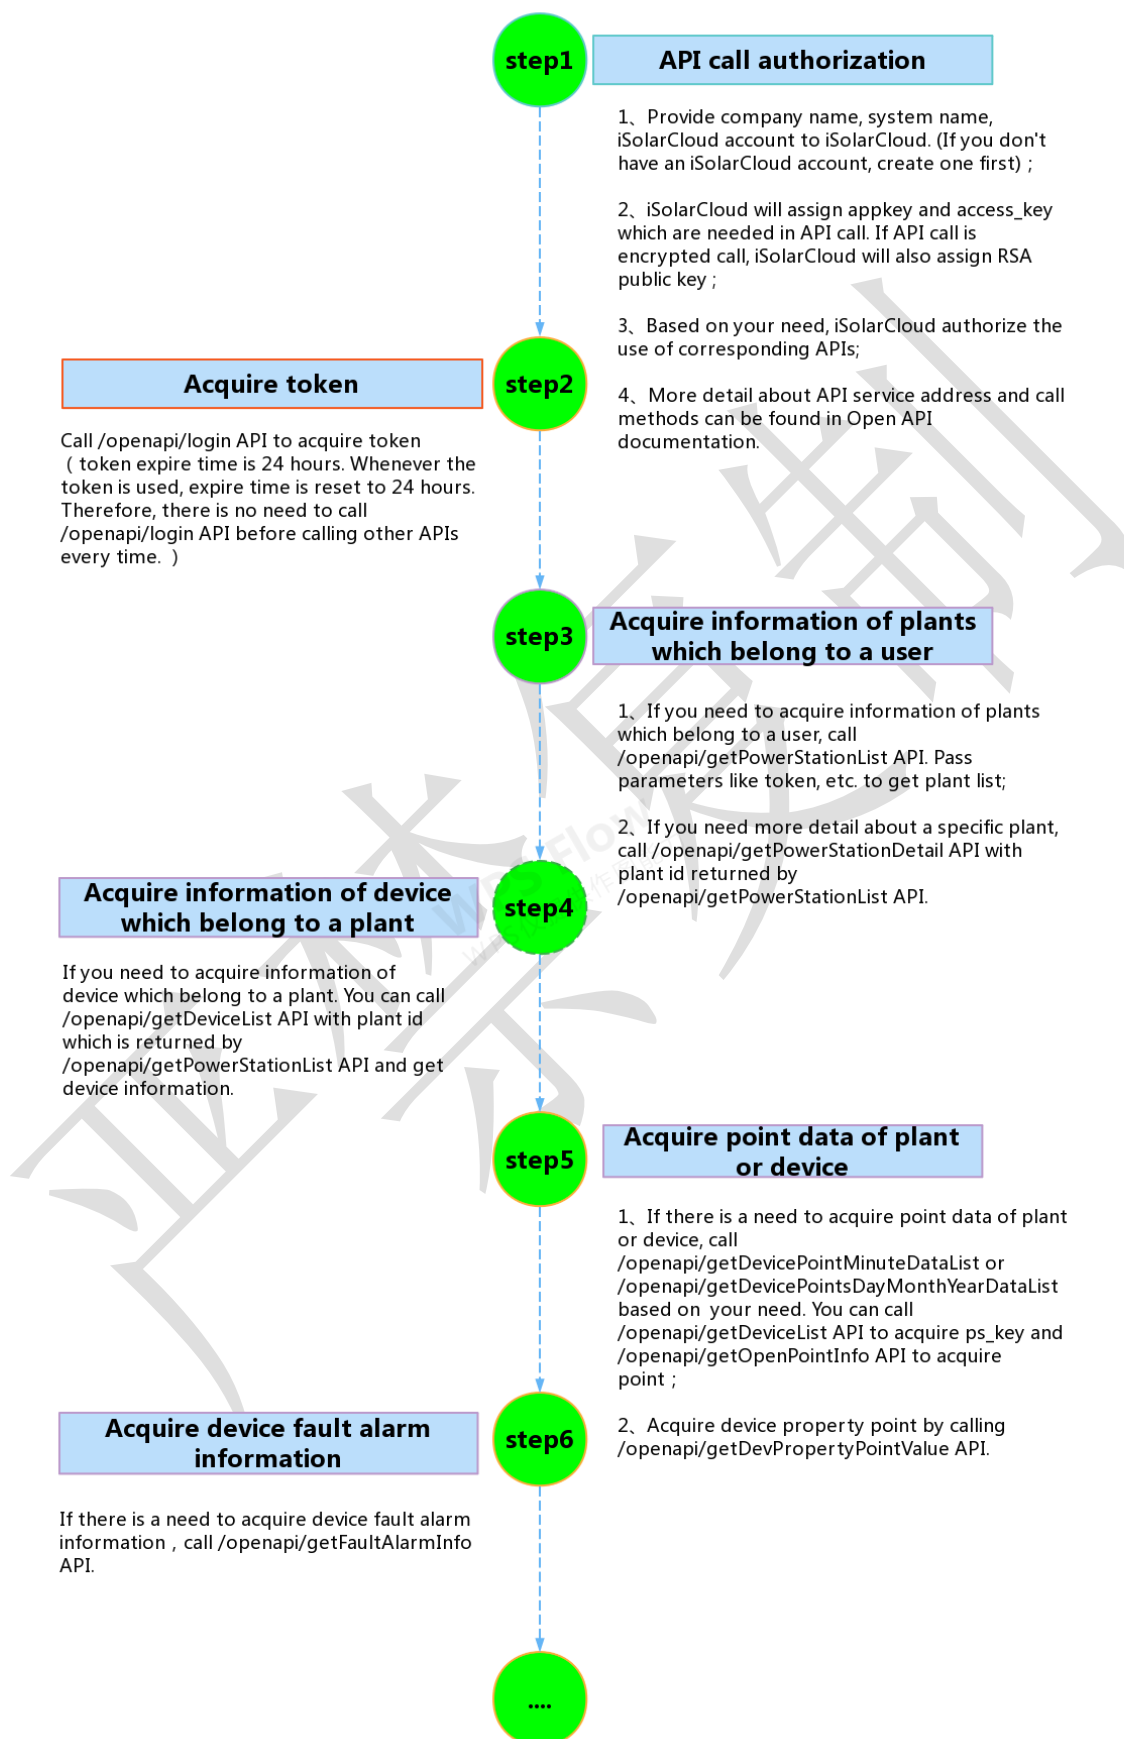 step1
API call authorization
1、Provide company name, system name,
iSolarCloud account to iSolarCloud. (If you don't
have an iSolarCloud account, create one first)；
2、iSolarCloud will assign appkey and access_key
which are needed in API call. If API call is
encrypted call, iSolarCloud will also assign RSA
public key；
3、Based on your need, iSolarCloud authorize the
use of corresponding APIs;
4、More detail about API service address and call
methods can be found in Open API
documentation.
step2
Acquire token
Call /openapi/login API to acquire token
（token expire time is 24 hours. Whenever the
token is used, expire time is reset to 24 hours.
Therefore, there is no need to call
/openapi/login API before calling other APIs
every time. ）
step3
Acquire information of plants
which belong to a user
1、If you need to acquire information of plants
which belong to a user, call
/openapi/getPowerStationList API. Pass
parameters like token, etc. to get plant list;
2、If you need more detail about a specific plant,
call /openapi/getPowerStationDetail API with
plant id returned by
/openapi/getPowerStationList API.
step4
Acquire information of device
which belong to a plant
If you need to acquire information of
device which belong to a plant. You can call
/openapi/getDeviceList API with plant id
which is returned by
/openapi/getPowerStationList API and get
device information.
step5
Acquire point data of plant
or device
1、If there is a need to acquire point data of plant
or device, call
/openapi/getDevicePointMinuteDataList or
/openapi/getDevicePointsDayMonthYearDataList
based on  your need. You can call
/openapi/getDeviceList API to acquire ps_key and
/openapi/getOpenPointInfo API to acquire
point；
2、Acquire device property point by calling
/openapi/getDevPropertyPointValue API.
step6
Acquire device fault alarm
information
If there is a need to acquire device fault alarm
information，call /openapi/getFaultAlarmInfo
API.
....
严禁复制
WPS Flow